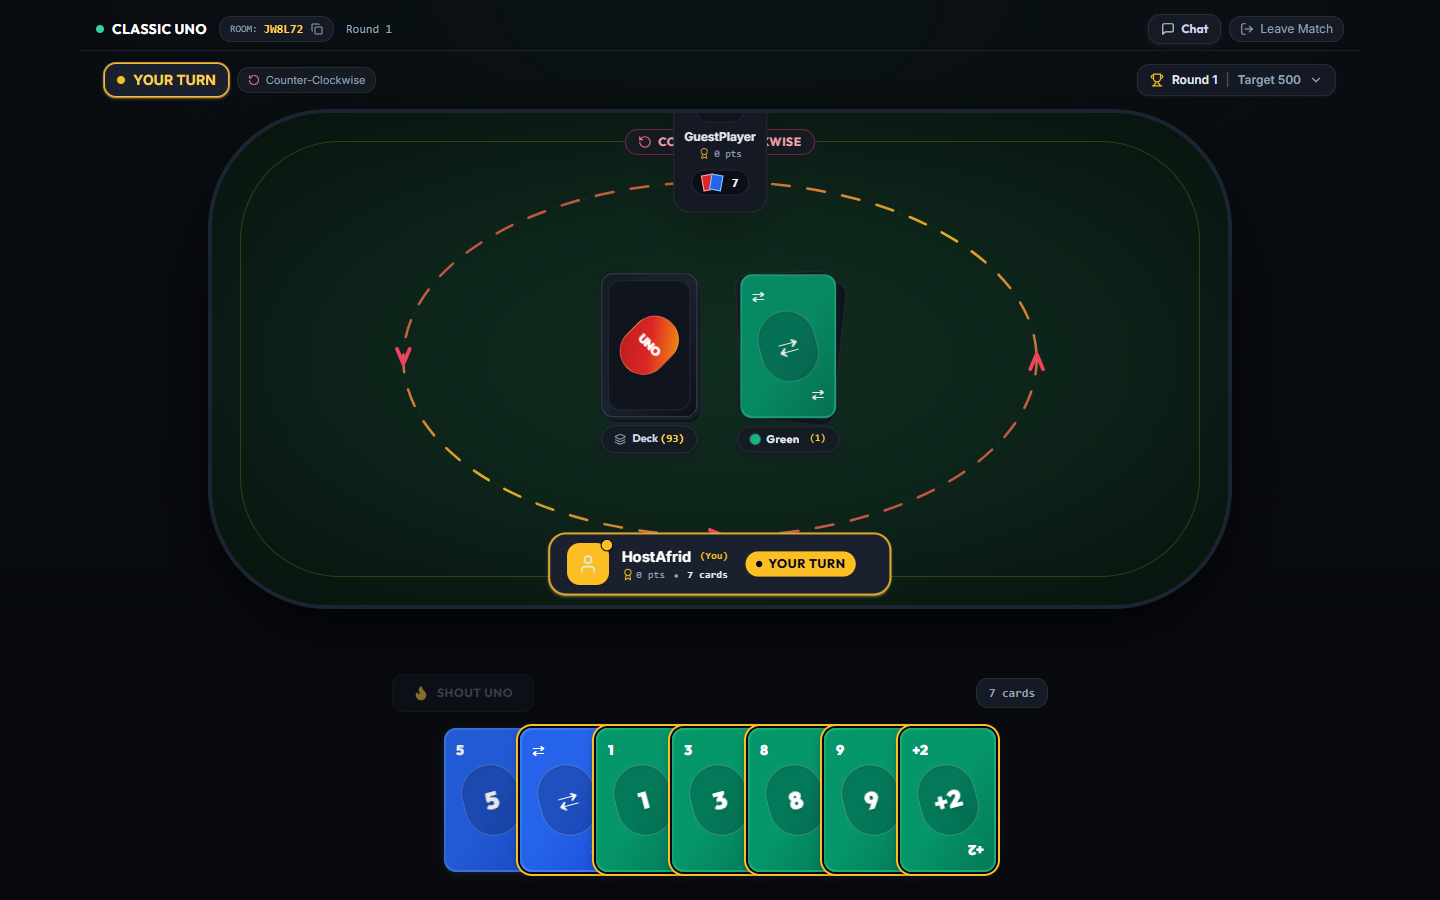 CLASSIC UNO
ROOM: JW8L72
Round 1
Chat
Leave Match
YOUR TURN
Counter-Clockwise
Round 1 | Target 500
CO
KWISE
GuestPlayer
0 pts
7
UNO
Deck (93)
Green (1)
HostAfrid (You)
0 pts • 7 cards
YOUR TURN
SHOUT UNO
7 cards
5
5
1
1
3
3
8
8
9
9
+2
+2
+2